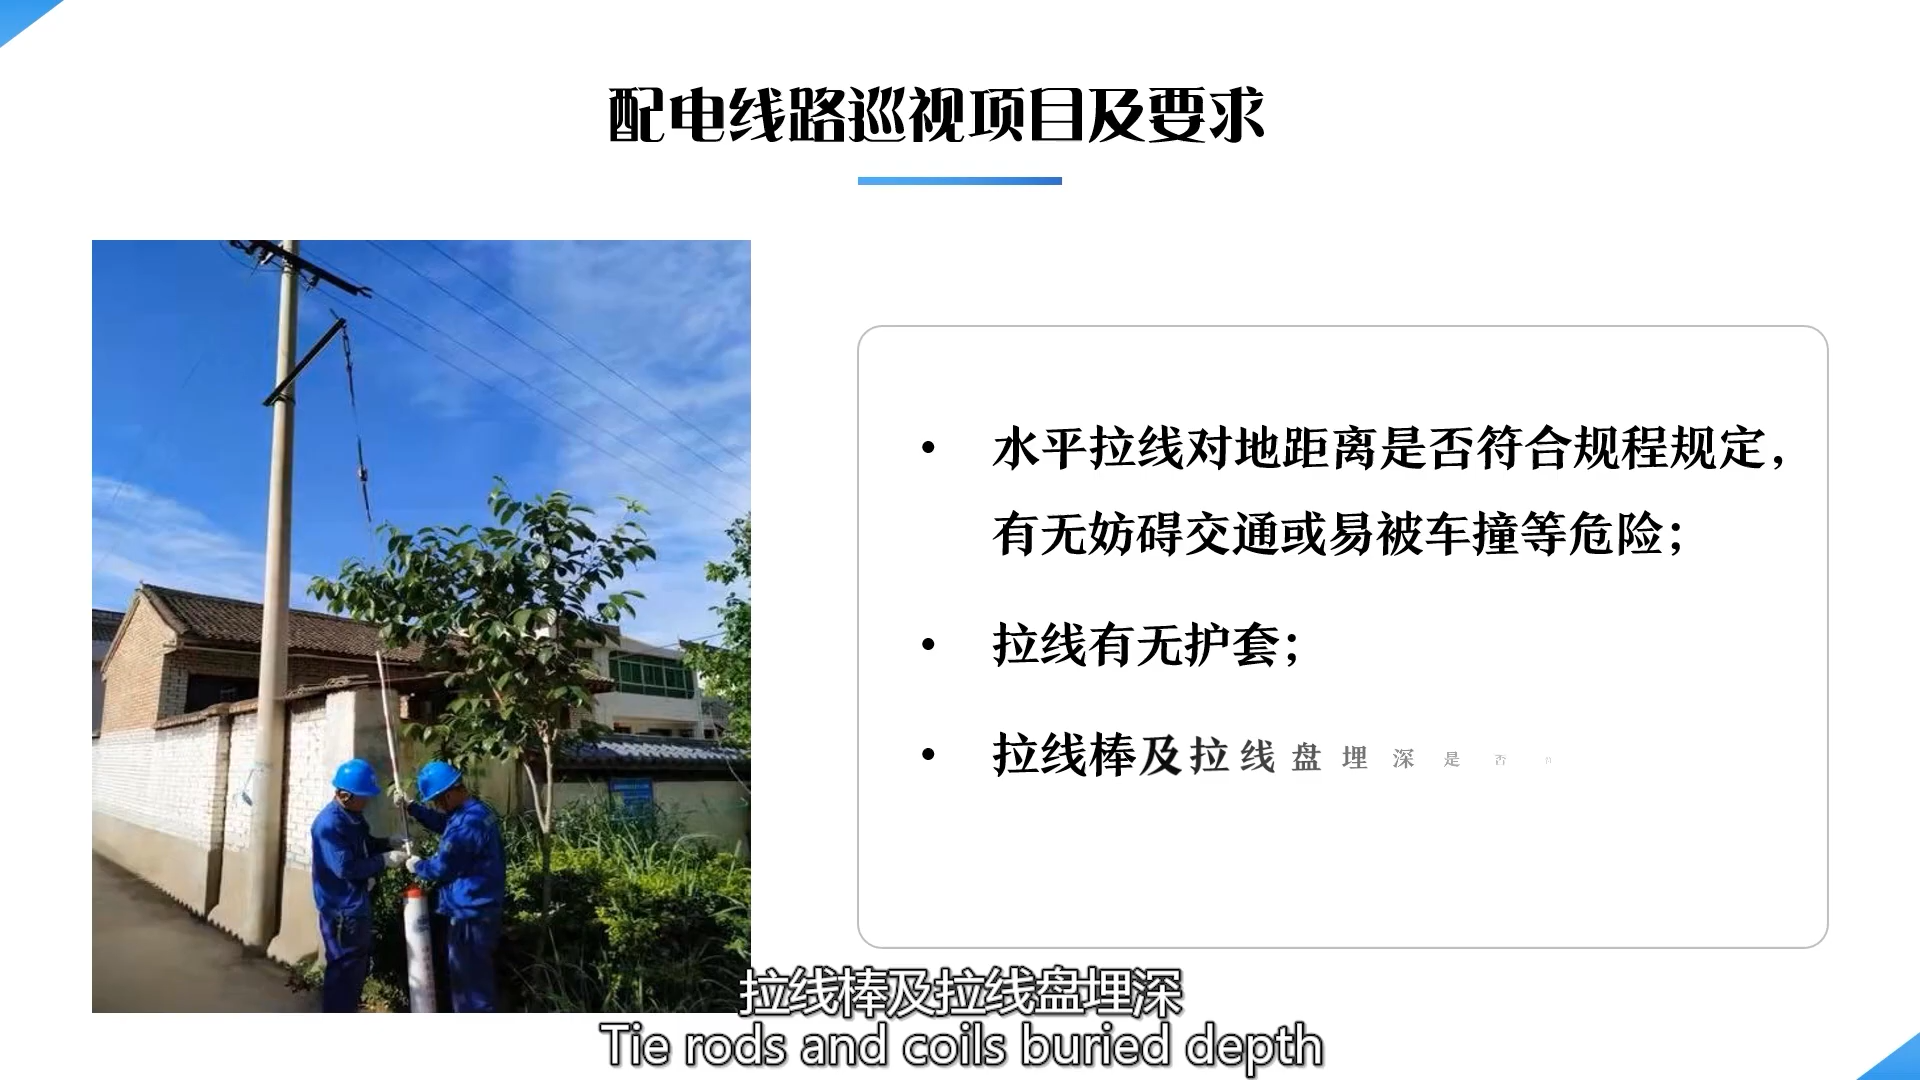 配电线路巡视项目及要求
• 水平拉线对地距离是否符合规程规定，
有无妨碍交通或易被车撞等危险；
• 拉线有无护套；
• 拉线棒及拉线盘埋深是否
拉线棒及拉线盘埋深
Tie rods and coils buried depth